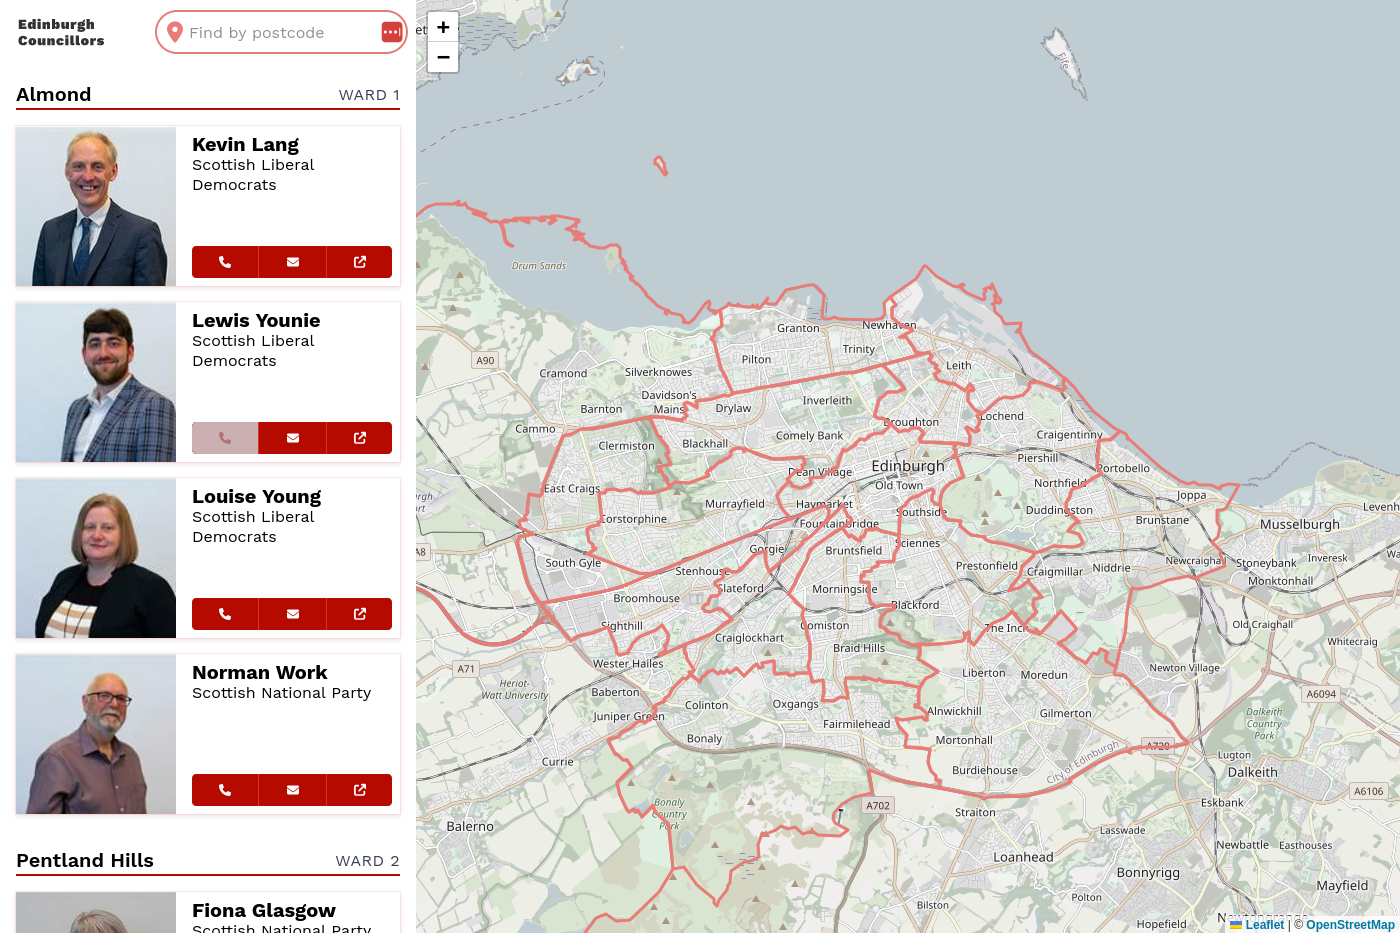 Edinburgh
Councillors
Find by postcode
Almond
WARD 1
Kevin Lang
Scottish Liberal
Democrats
Lewis Younie
Scottish Liberal
Democrats
Louise Young
Scottish Liberal
Democrats
Norman Work
Scottish National Party
Pentland Hills
WARD 2
Fiona Glasgow
Scottish National Party
+
−
Fife
Drum Sands
Granton
Newhaven
A90
Pilton
Trinity
Leith
Cramond
Silverknowes
Davidson's
Mains
Barnton
Drylaw
Inverleith
Lochend
Cammo
Broughton
Craigentinny
Clermiston
Blackhall
Comely Bank
Piershill
Portobello
Dean Village
Edinburgh
Old Town
Northfield
East Craigs
Murrayfield
Haymarket
Southside
Duddingston
Joppa
Corstorphine
Fountainbridge
Brunstane
Musselburgh
A8
Gorgie
Bruntsfield
Sciennes
South Gyle
Stenhouse
Prestonfield
Craigmillar
Niddrie
Newcraighall
Stoneybank
Inveresk
Monktonhall
Broomhouse
Slateford
Morningside
Blackford
Sighthill
Craiglockhart
Comiston
The Inch
Old Craighall
Whitecraig
Wester Hailes
Braid Hills
A71
Heriot-
Watt University
Baberton
Liberton
Moredun
Newton Village
Juniper Green
Colinton
Oxgangs
Alnwickhill
Gilmerton
A6094
Fairmilehead
Dalkeith
Country
Park
Bonaly
Mortonhall
A720
City of Edinburgh
Currie
Burdiehouse
Lugton
Dalkeith
Bonaly
Country
Park
A702
Straiton
Eskbank
A6106
Balerno
Lasswade
Newbattle
Easthouses
Loanhead
Bonnyrigg
Mayfield
Polton
Bilston
Hopefield
Newtongrange
Leaflet | © OpenStreetMap